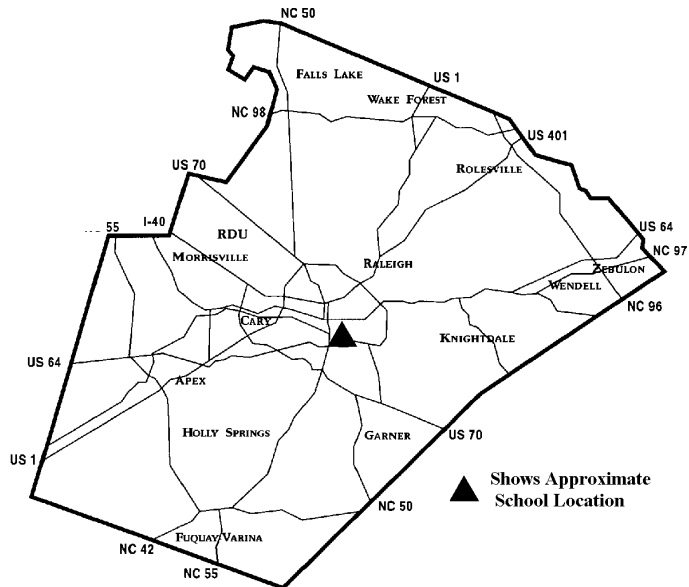 NC 50
FALLS LAKE
US 1
WAKE FOREST
NC 98
US 401
US 70
ROLESVILLE
55
I-40
RDU
US 64
MORRISVILLE
RALEIGH
NC 97
ZEBULON
WENDELL
NC 96
CARY
KNIGHTDALE
US 64
APEX
HOLLY SPRINGS
GARNER
US 70
US 1
Shows Approximate
School Location
NC 50
FUQUAY VARINA
NC 42
NC 55